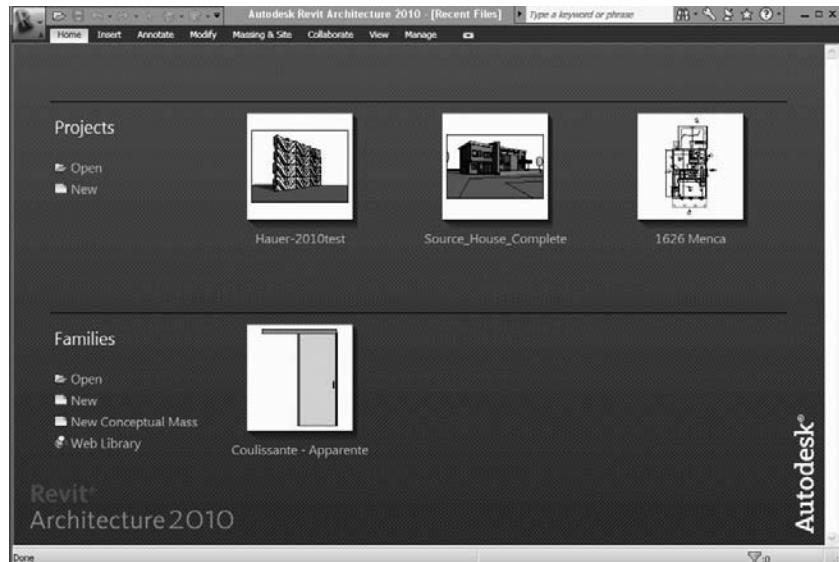 Autodesk Revit Architecture 2010 - [Recent Files]
Type a keyword or phrase
Home Insert Annotate Modify Massing & Site Collaborate View Manage
Projects
Open
New
Hauer-2010test
Source_House_Complete
1626 Menca
Families
Open
New
New Conceptual Mass
Web Library
Coulissante - Apparente
Revit
Architecture 2010
Autodesk®
Done
:0